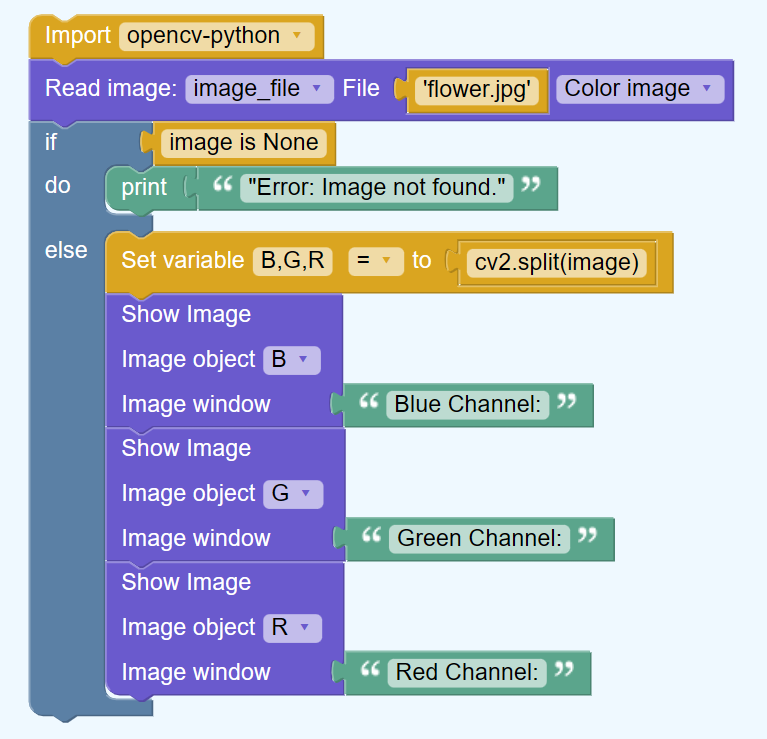 Import opencv-python
Read image: image_file File 'flower.jpg' Color image
if image is None
do print “ "Error: Image not found." ”
else Set variable B,G,R = to cv2.split(image)
Show Image
Image object B
Image window “ Blue Channel: ”
Show Image
Image object G
Image window “ Green Channel: ”
Show Image
Image object R
Image window “ Red Channel: ”